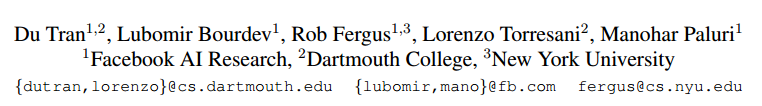 Du Tran¹,², Lubomir Bourdev¹, Rob Fergus¹,³, Lorenzo Torresani², Manohar Paluri¹
¹Facebook AI Research, ²Dartmouth College, ³New York University
{dutran,lorenzo}@cs.dartmouth.edu {lubomir,mano}@fb.com fergus@cs.nyu.edu